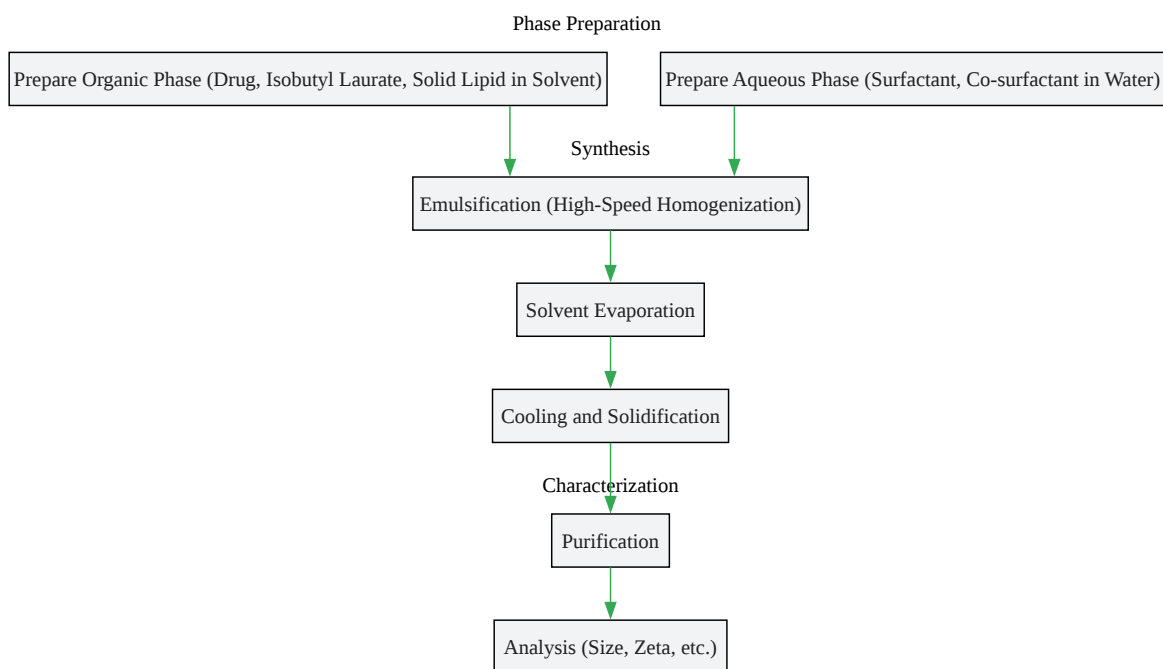 Phase Preparation
Prepare Organic Phase (Drug, Isobutyl Laurate, Solid Lipid in Solvent)
Prepare Aqueous Phase (Surfactant, Co-surfactant in Water)
Synthesis
Emulsification (High-Speed Homogenization)
Solvent Evaporation
Cooling and Solidification
Characterization
Purification
Analysis (Size, Zeta, etc.)